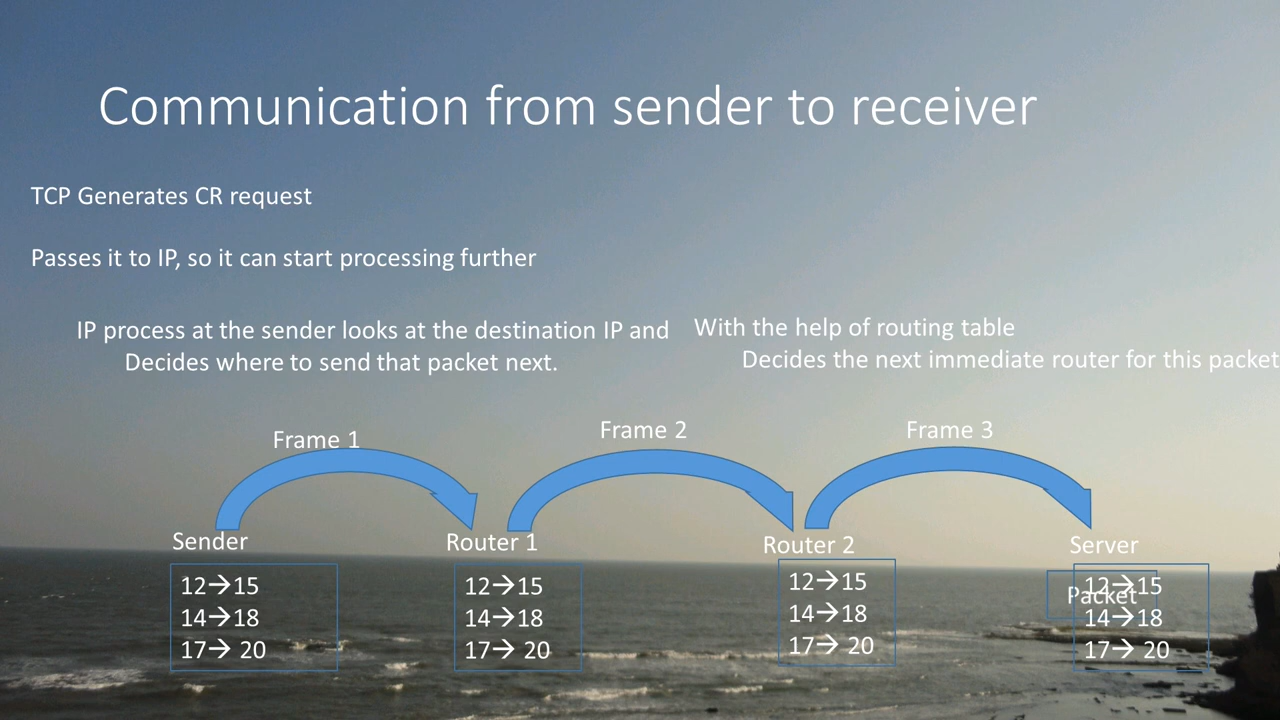 Communication from sender to receiver
TCP Generates CR request
Passes it to IP, so it can start processing further
IP process at the sender looks at the destination IP and
Decides where to send that packet next.
With the help of routing table
Decides the next immediate router for this packet
Frame 1
Frame 2
Frame 3
Sender
Router 1
Router 2
Server
12→15
14→18
17→ 20
12→15
14→18
17→ 20
12→15
14→18
17→ 20
Packet
12→15
14→18
17→ 20